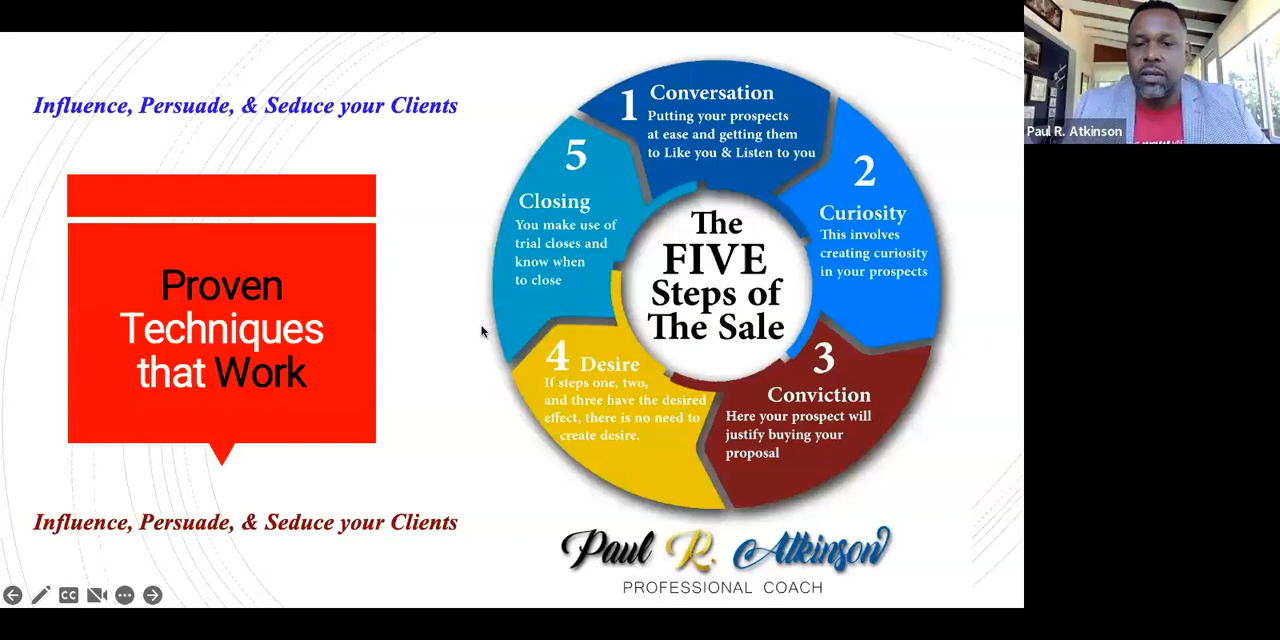 Influence, Persuade, & Seduce your Clients
Proven
Techniques
that Work
Influence, Persuade, & Seduce your Clients
The
FIVE
Steps of
The Sale
1 Conversation
Putting your prospects
at ease and getting them
to Like you & Listen to you
2
Curiosity
This involves
creating curiosity
in your prospects
3
Conviction
Here your prospect will
justify buying your
proposal
4 Desire
If steps one, two,
and three have the desired
effect, there is no need to
create desire.
5
Closing
You make use of
trial closes and
know when
to close
Paul R. Atkinson
PROFESSIONAL COACH
CC
Paul R. Atkinson